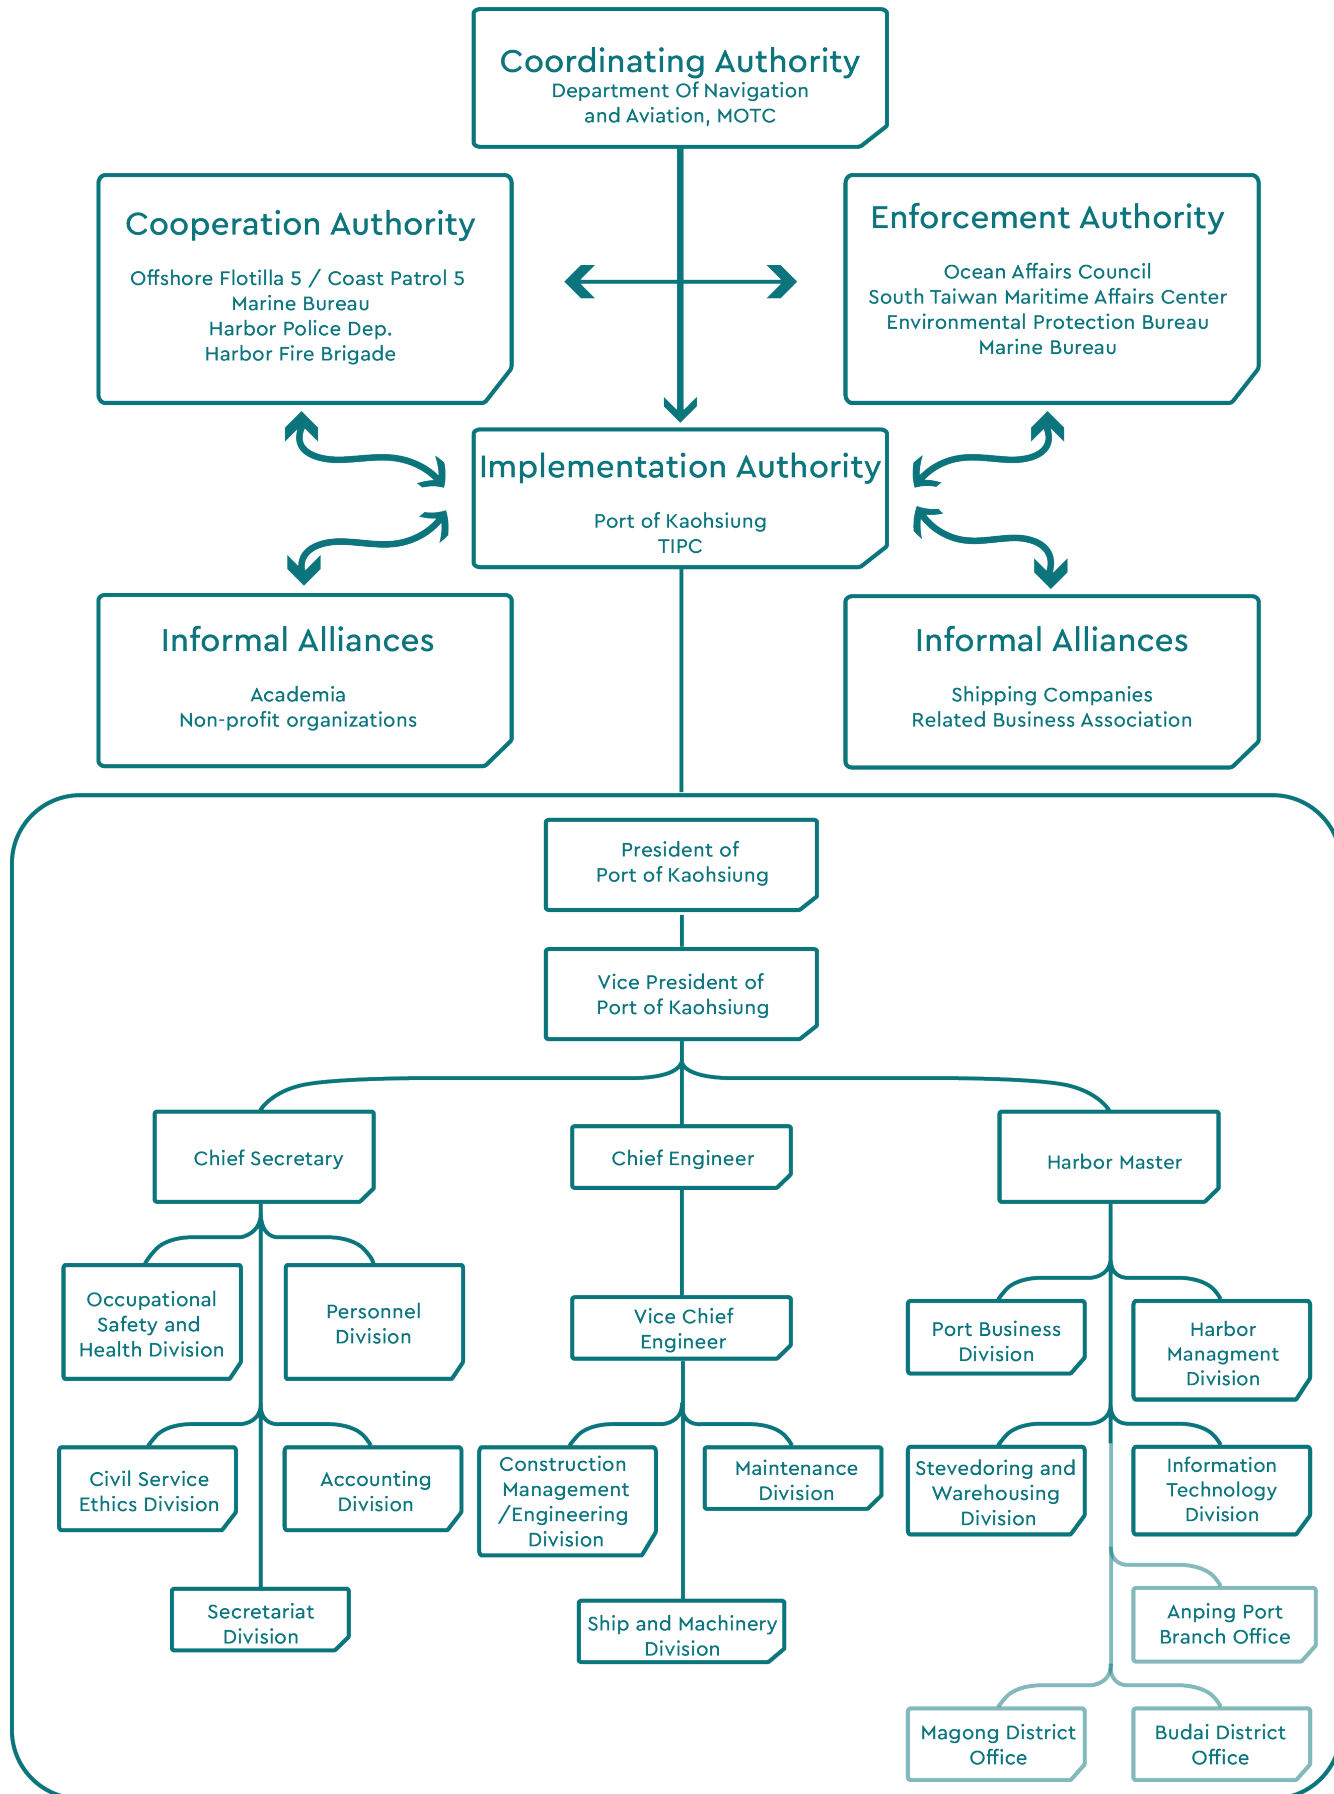 Coordinating Authority
Department Of Navigation
and Aviation, MOTC
Cooperation Authority
Offshore Flotilla 5 / Coast Patrol 5
Marine Bureau
Harbor Police Dep.
Harbor Fire Brigade
Enforcement Authority
Ocean Affairs Council
South Taiwan Maritime Affairs Center
Environmental Protection Bureau
Marine Bureau
Implementation Authority
Port of Kaohsiung
TIPC
Informal Alliances
Academia
Non-profit organizations
Informal Alliances
Shipping Companies
Related Business Association
President of
Port of Kaohsiung
Vice President of
Port of Kaohsiung
Chief Secretary
Chief Engineer
Harbor Master
Occupational
Safety and
Health Division
Personnel
Division
Vice Chief
Engineer
Port Business
Division
Harbor
Managment
Division
Civil Service
Ethics Division
Accounting
Division
Construction
Management
/Engineering
Division
Maintenance
Division
Stevedoring and
Warehousing
Division
Information
Technology
Division
Secretariat
Division
Ship and Machinery
Division
Anping Port
Branch Office
Magong District
Office
Budai District
Office